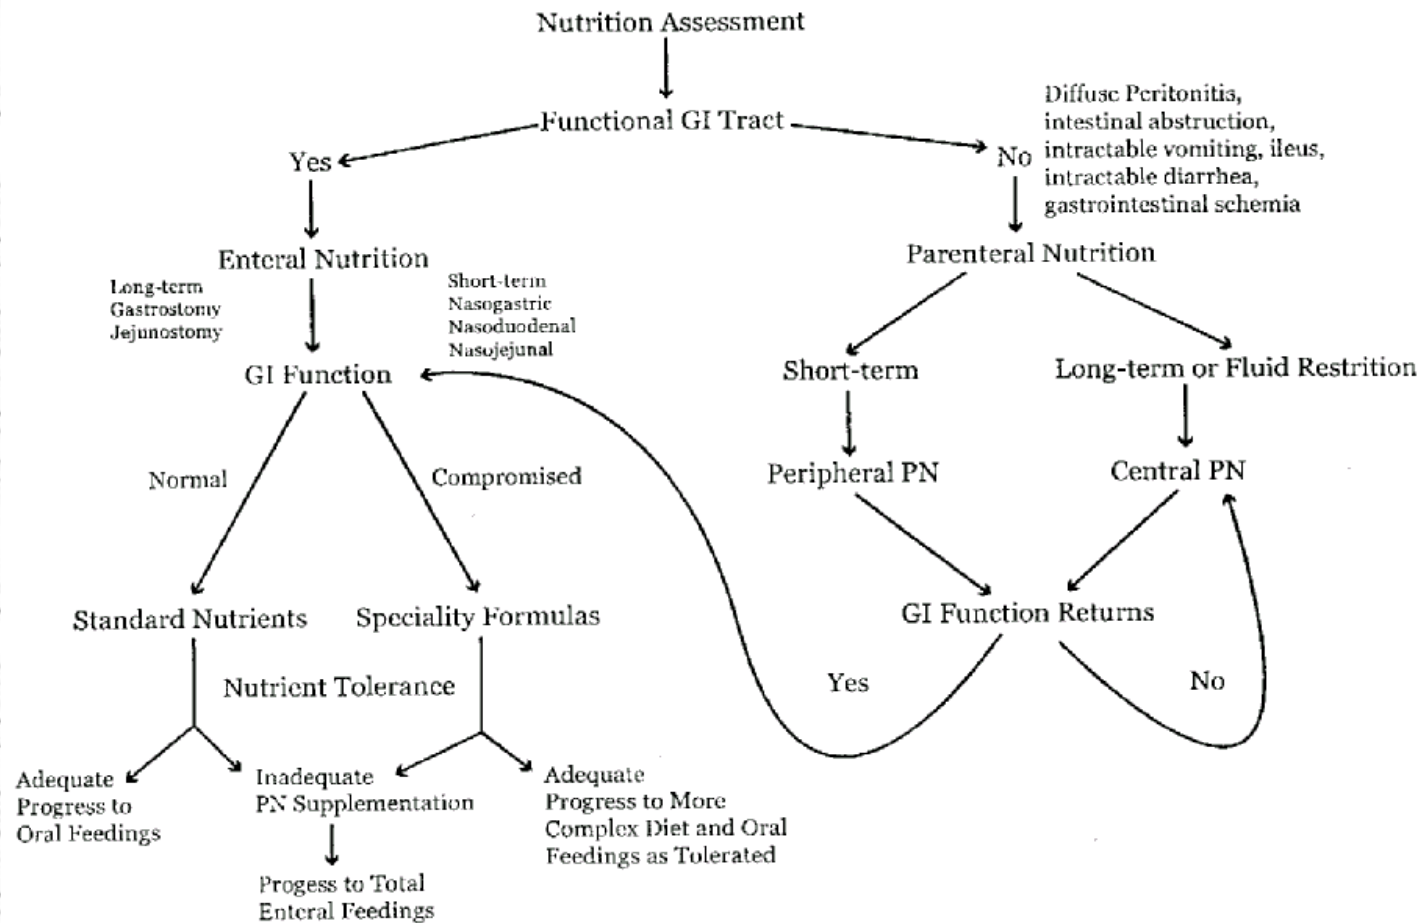 Nutrition Assessment
Functional GI Tract
Yes
No
Diffuse Peritonitis,
intestinal abstruction,
intractable vomiting, ileus,
intractable diarrhea,
gastrointestinal schemia
Enteral Nutrition
Parenteral Nutrition
Long-term
Gastrostomy
Jejunostomy
Short-term
Nasogastric
Nasoduodenal
Nasojejunal
GI Function
Short-term
Long-term or Fluid Restrition
Normal
Compromised
Peripheral PN
Central PN
Standard Nutrients
Speciality Formulas
GI Function Returns
Nutrient Tolerance
Yes
No
Adequate
Progress to
Oral Feedings
Inadequate
PN Supplementation
Adequate
Progress to More
Complex Diet and Oral
Feedings as Tolerated
Progess to Total
Enteral Feedings